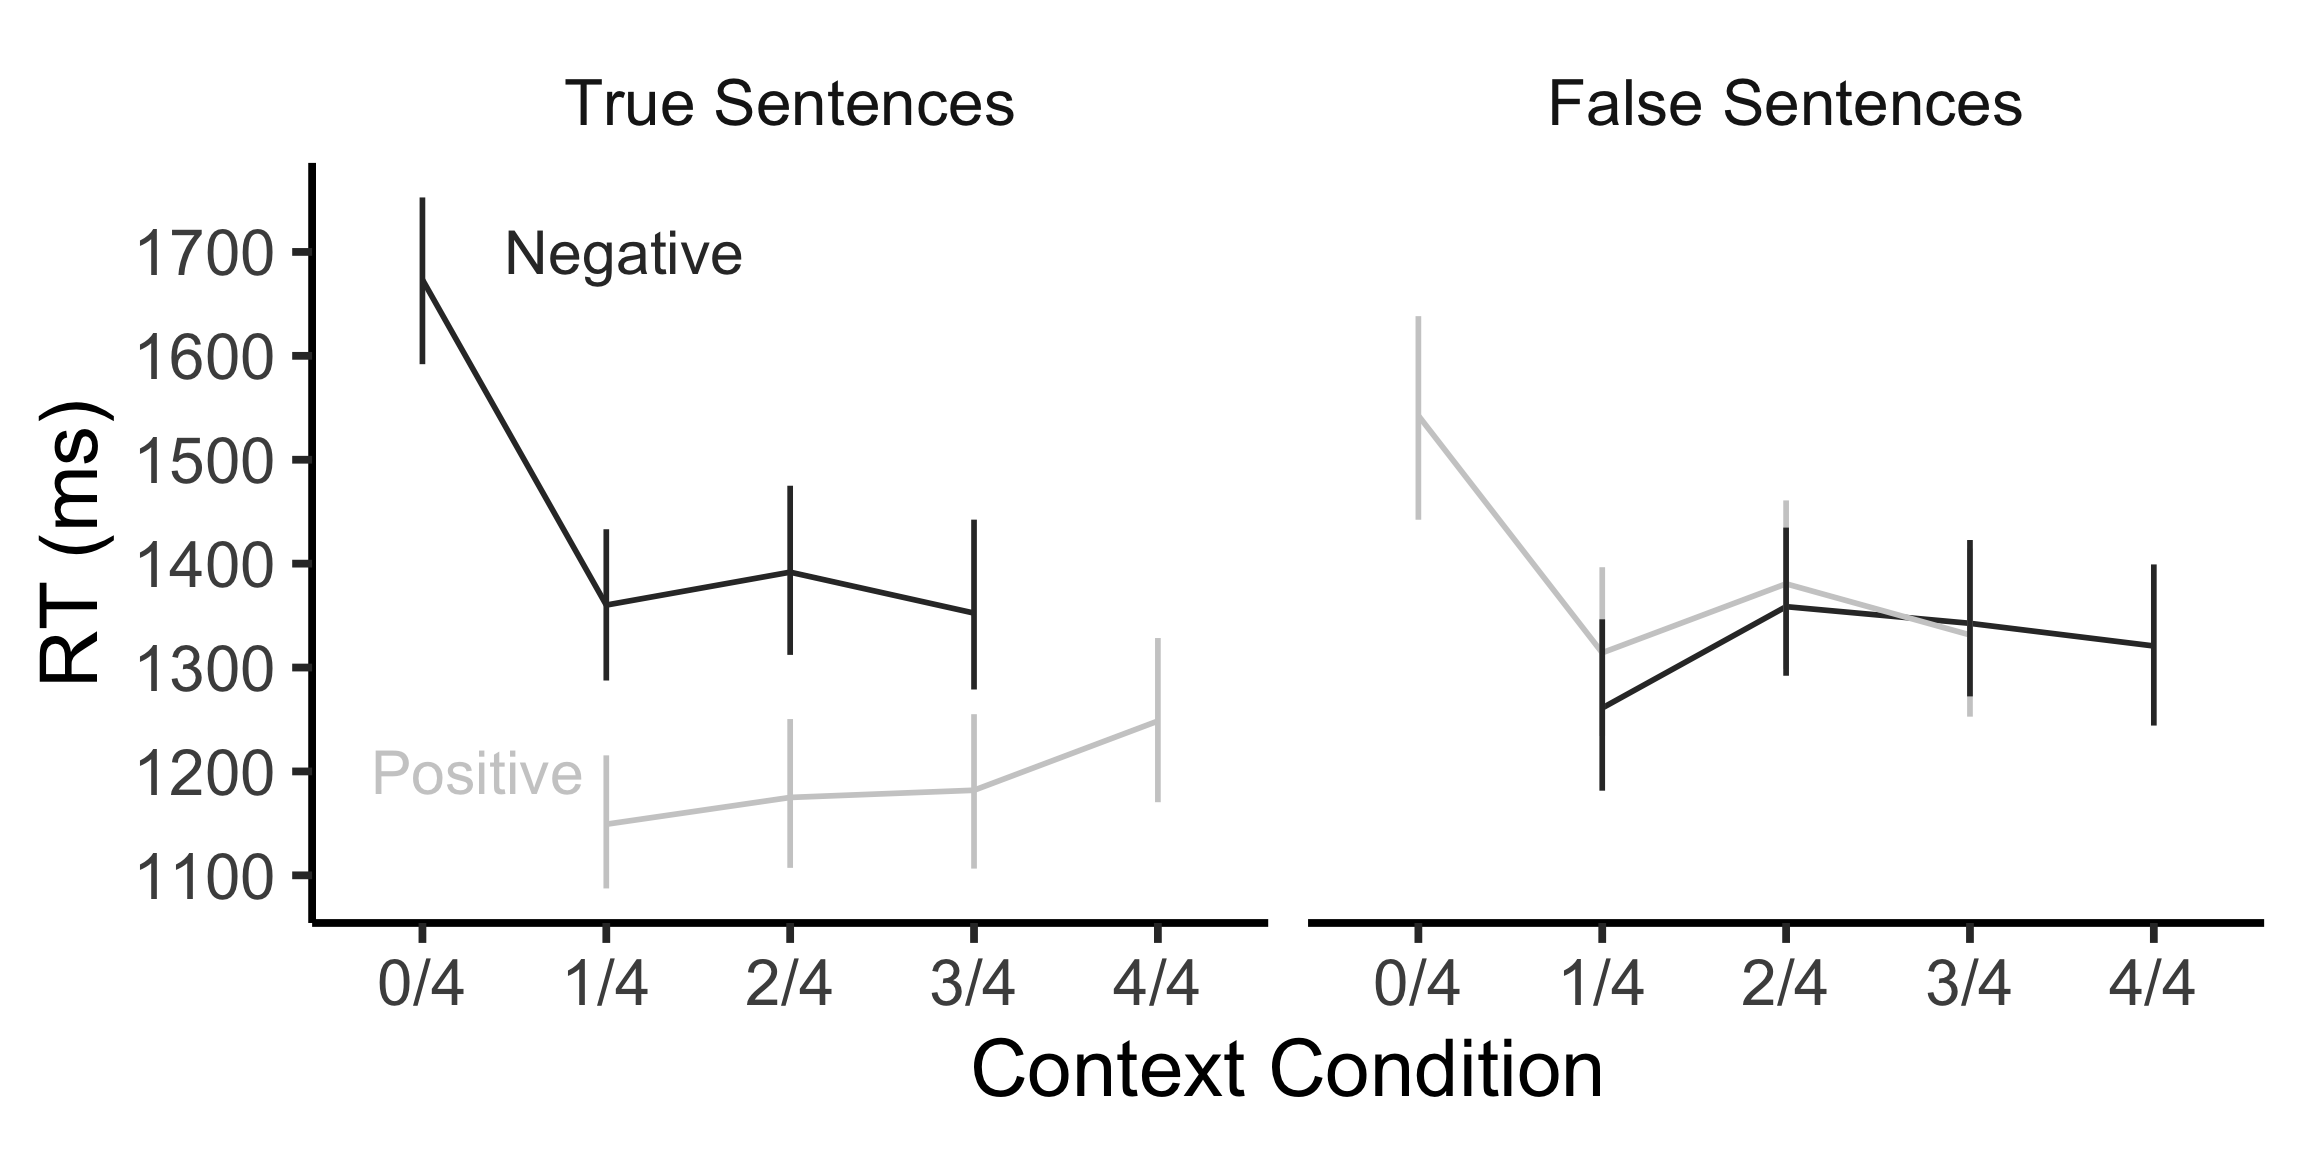 True Sentences
False Sentences
1700
1600
1500
1400
1300
1200
1100
RT (ms)
Negative
Positive
0/4 1/4 2/4 3/4 4/4
0/4 1/4 2/4 3/4 4/4
Context Condition